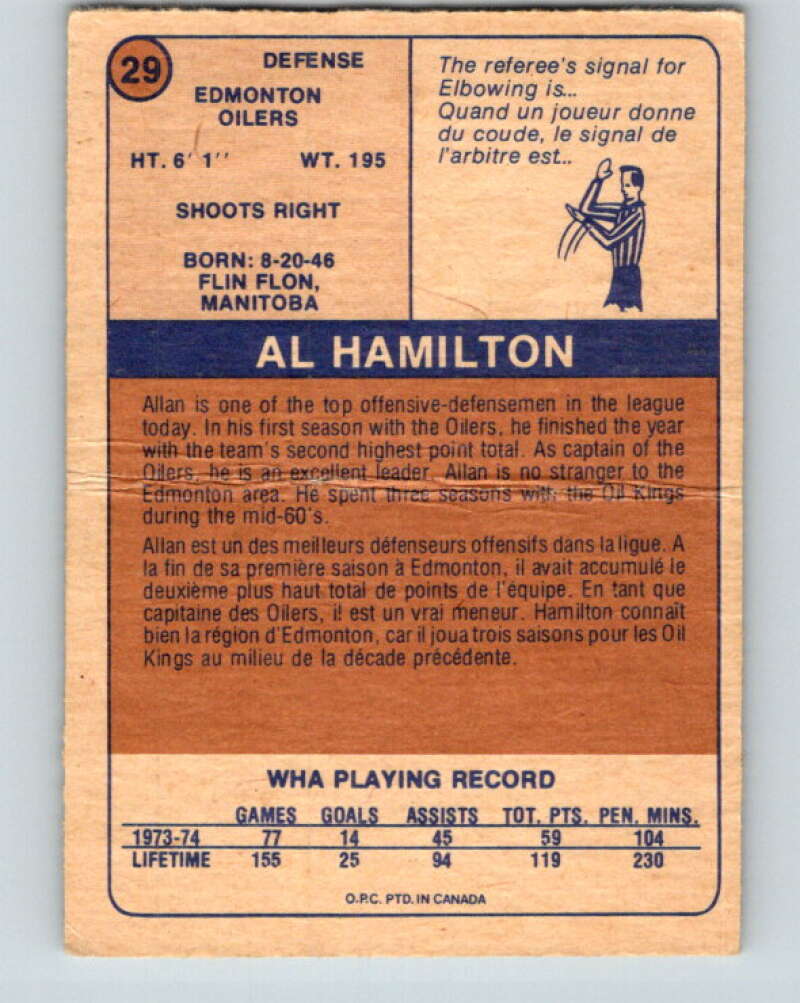 29
DEFENSE
EDMONTON
OILERS
HT. 6' 1'' WT. 195
SHOOTS RIGHT
BORN: 8-20-46
FLIN FLON,
MANITOBA
The referee's signal for
Elbowing is...
Quand un joueur donne
du coude, le signal de
l'arbitre est...
AL HAMILTON
Allan is one of the top offensive-defensemen in the league
today. In his first season with the Oilers, he finished the year
with the team's second highest point total. As captain of the
Oilers, he is an excellent leader. Allan is no stranger to the
Edmonton area. He spent three seasons with the Oil Kings
during the mid-60's.
Allan est un des meilleurs défenseurs offensifs dans la ligue. A
la fin de sa première saison à Edmonton, il avait accumulé le
deuxième plus haut total de points de l'équipe. En tant que
capitaine des Oilers, il est un vrai meneur. Hamilton connaît
bien la région d'Edmonton, car il joua trois saisons pour les Oil
Kings au milieu de la décade précédente.
WHA PLAYING RECORD
GAMES GOALS ASSISTS TOT. PTS. PEN. MINS.
1973-74 77 14 45 59 104
LIFETIME 155 25 94 119 230
O.P.C. PTD. IN CANADA